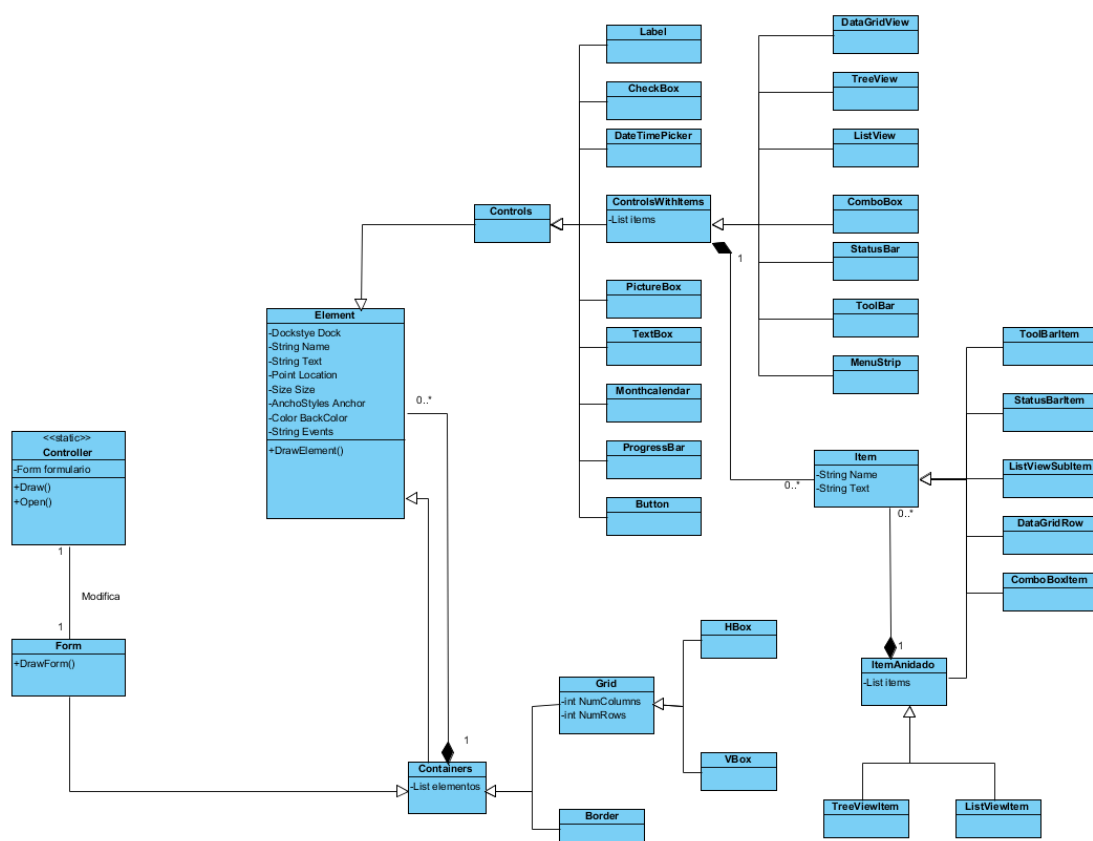 Label
CheckBox
DateTimePicker
Controls
ControlsWithItems
-List items
1
PictureBox
TextBox
Monthcalendar
ProgressBar
Button
DataGridView
TreeView
ListView
ComboBox
StatusBar
ToolBar
MenuStrip
Element
-Dockstye Dock
-String Name
-String Text
-Point Location
-Size Size
-AnchoStyles Anchor
-Color BackColor
-String Events
+DrawElement()
0..*
<<static>>
Controller
-Form formulario
+Draw()
+Open()
1
Modifica
1
Form
+DrawForm()
Item
-String Name
-String Text
0..*
0..*
ToolBarItem
StatusBarItem
ListViewSubItem
DataGridRow
ComboBoxItem
1
ItemAnidado
-List items
TreeViewItem
ListViewItem
HBox
Grid
-int NumColumns
-int NumRows
VBox
1
Containers
-List elementos
Border